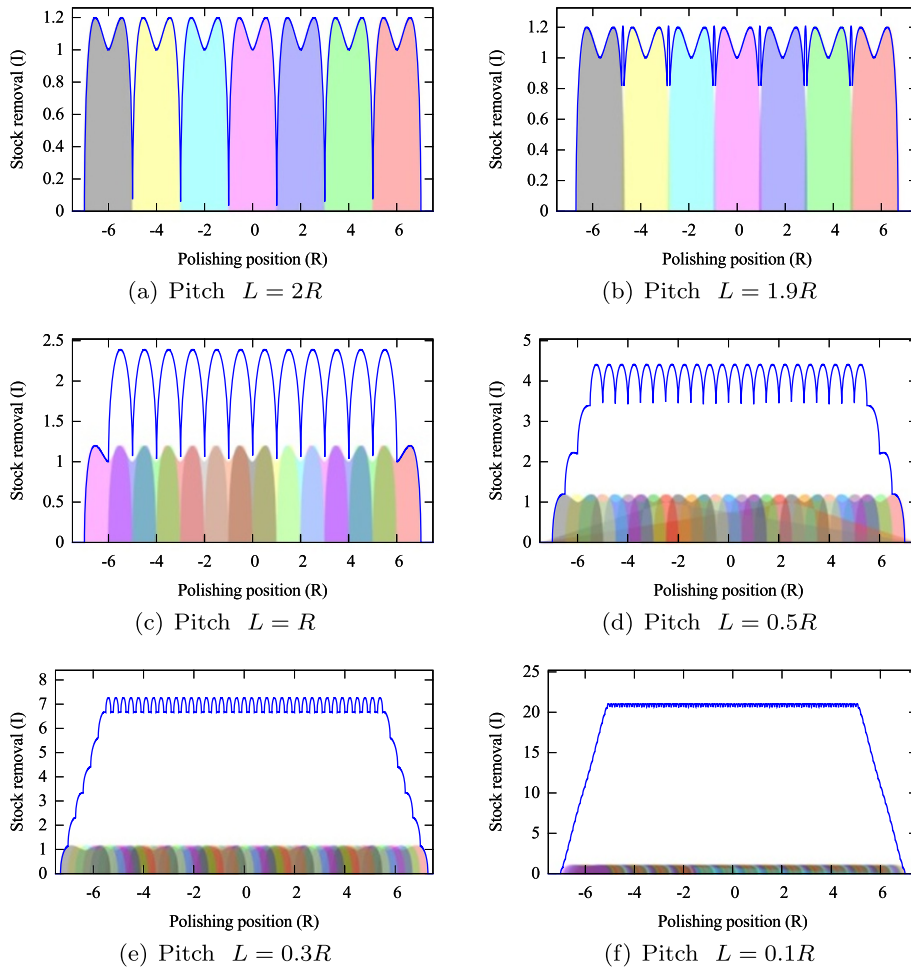 1.2
1
0.8
0.6
0.4
0.2
0
Stock removal (I)
-6 -4 -2 0 2 4 6
Polishing position (R)
(a) Pitch L = 2R
1.2
1
0.8
0.6
0.4
0.2
0
Stock removal (I)
-6 -4 -2 0 2 4 6
Polishing position (R)
(b) Pitch L = 1.9R
2.5
2
1.5
1
0.5
0
Stock removal (I)
-6 -4 -2 0 2 4 6
Polishing position (R)
(c) Pitch L = R
5
4
3
2
1
0
Stock removal (I)
-6 -4 -2 0 2 4 6
Polishing position (R)
(d) Pitch L = 0.5R
8
7
6
5
4
3
2
1
0
Stock removal (I)
-6 -4 -2 0 2 4 6
Polishing position (R)
(e) Pitch L = 0.3R
25
20
15
10
5
0
Stock removal (I)
-6 -4 -2 0 2 4 6
Polishing position (R)
(f) Pitch L = 0.1R